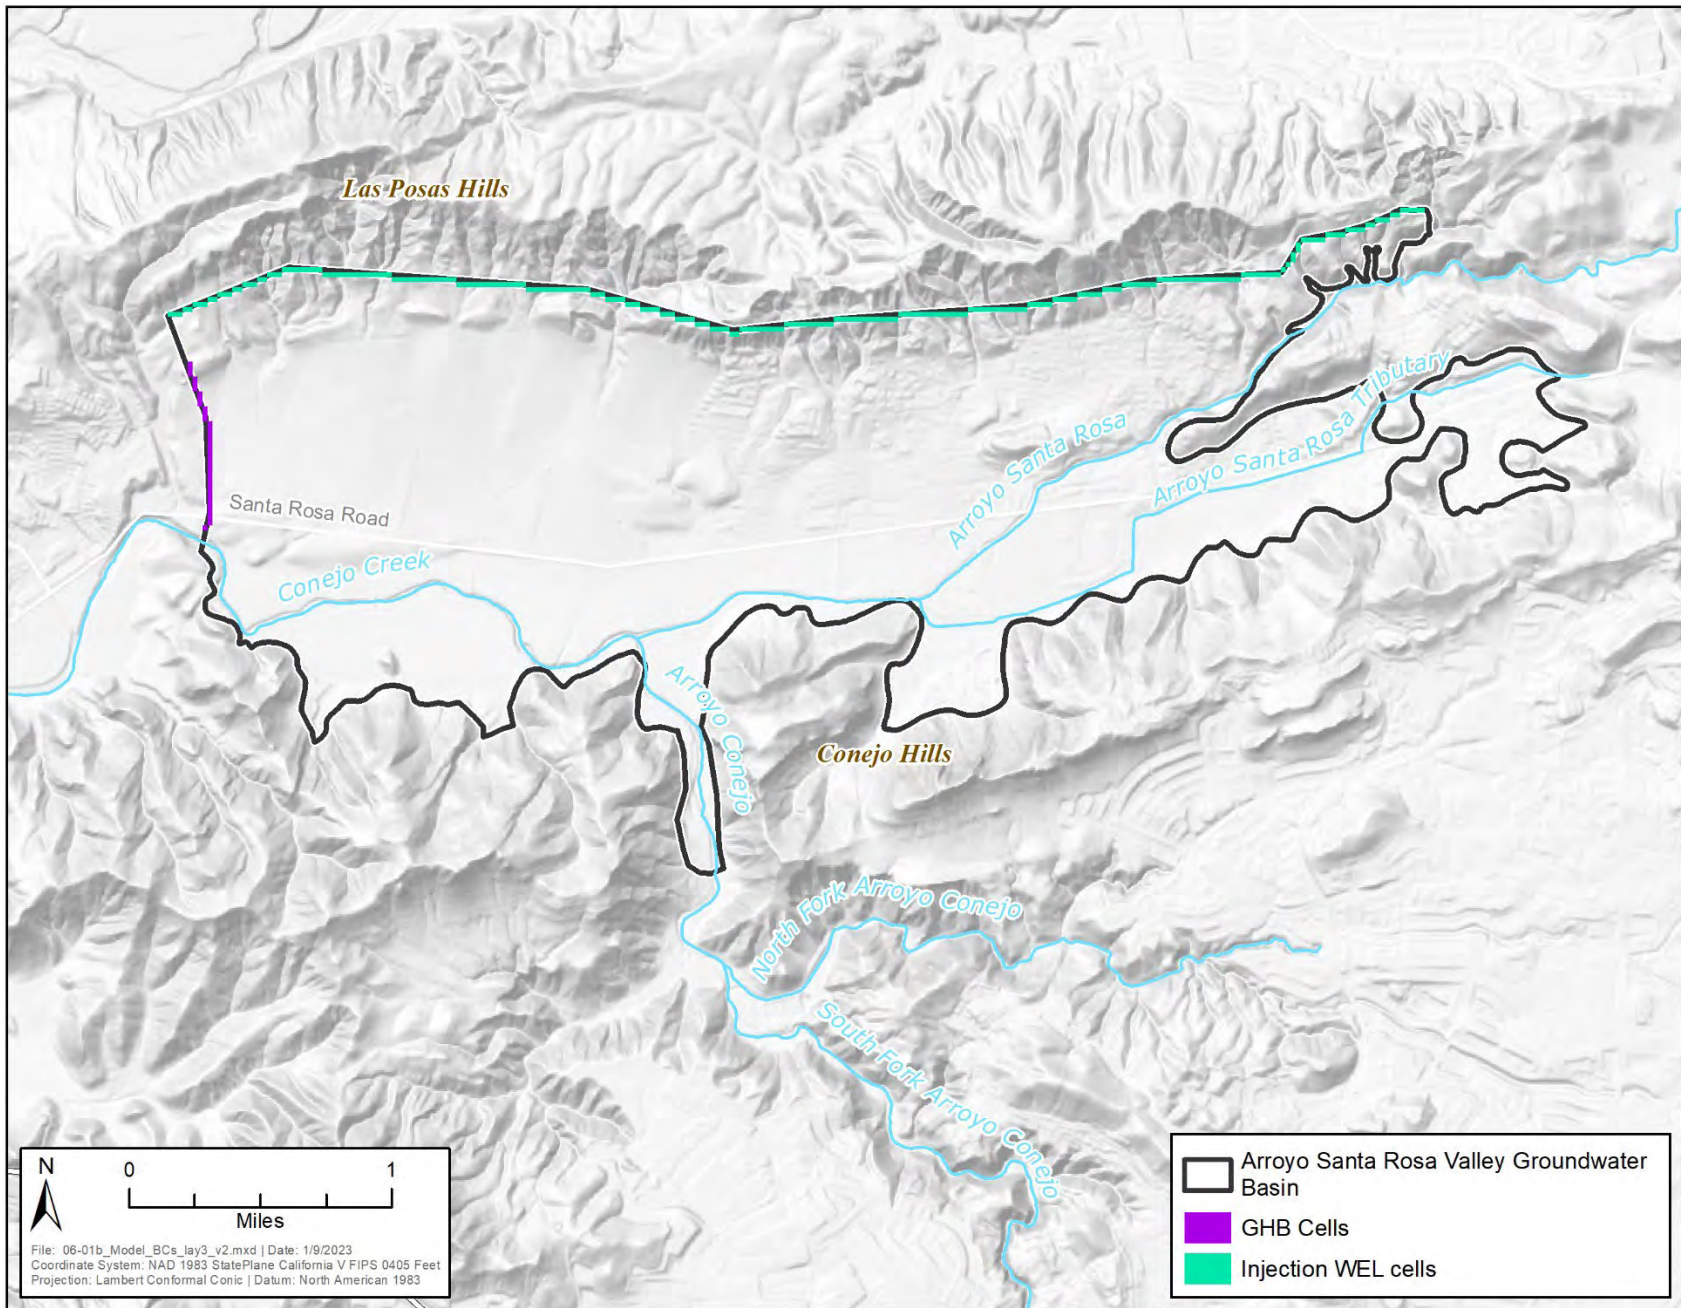 Las Posas Hills
Santa Rosa Road
Conejo Creek
Arroyo Santa Rosa
Arroyo Santa Rosa Tributary
Arroyo Conejo
Conejo Hills
North Fork Arroyo Conejo
South Fork Arroyo Conejo
N
0 1
Miles
File: 06-01b_Model_BCs_lay3_v2.mxd | Date: 1/9/2023
Coordinate System: NAD 1983 StatePlane California V FIPS 0405 Feet
Projection: Lambert Conformal Conic | Datum: North American 1983
Arroyo Santa Rosa Valley Groundwater
Basin
GHB Cells
Injection WEL cells